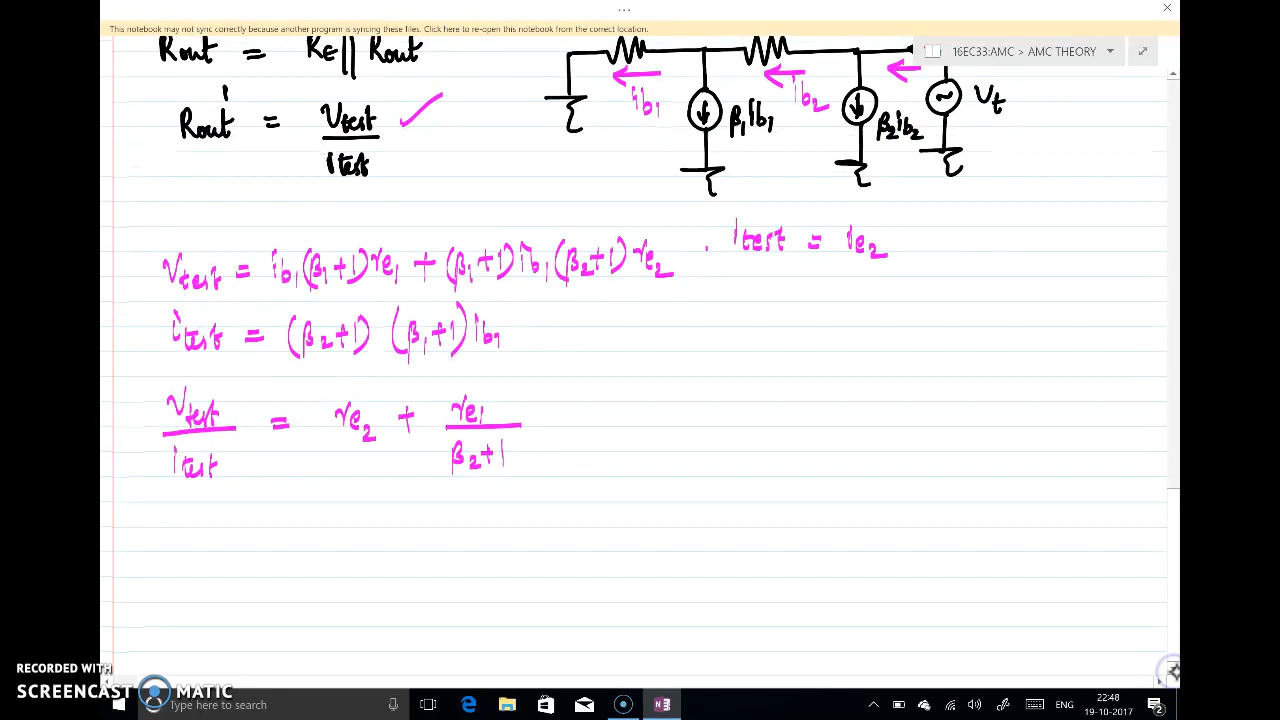 This notebook may not sync correctly because another program is syncing these files. Click here to re-open this notebook from the correct location.
Rout = RE || Rout
16EC33:AMC > AMC THEORY
ib1
ib2
β1ib1
β2ib2
Vt
Rout' = Vtest / itest
Vtest = ib1(β1+1)re1 + (β1+1)ib1(β2+1)re2
. itest = ie2
itest = (β2+1) (β1+1)ib1
Vtest / itest = re2 + re1 / β2+1
RECORDED WITH
SCREENCAST MATIC
Type here to search
ENG
22:48
19-10-2017
2